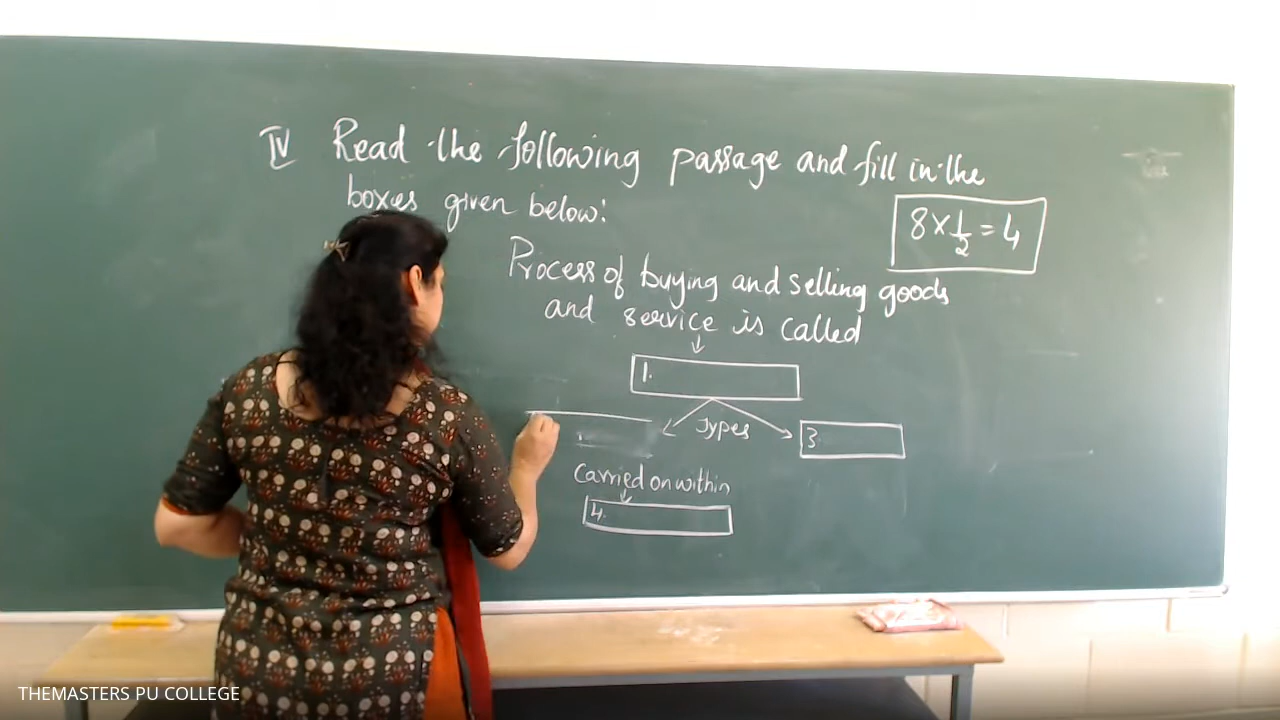 IV Read the following passage and fill in the
boxes given below:
8 × 1/2 = 4
Process of buying and selling goods
and service is called
1.
Types
3.
Carried on within
4.
THEMASTERS PU COLLEGE